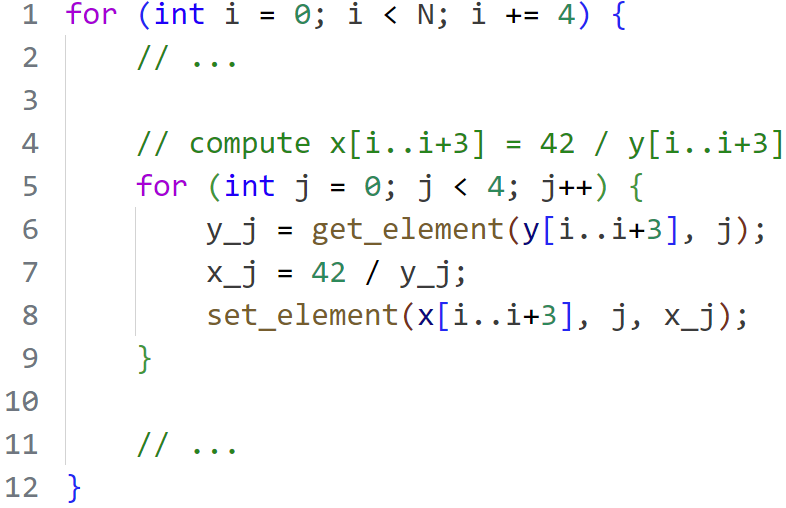 1 for (int i = 0; i < N; i += 4) {
2     // ...
3
4     // compute x[i..i+3] = 42 / y[i..i+3]
5     for (int j = 0; j < 4; j++) {
6         y_j = get_element(y[i..i+3], j);
7         x_j = 42 / y_j;
8         set_element(x[i..i+3], j, x_j);
9     }
10
11     // ...
12 }